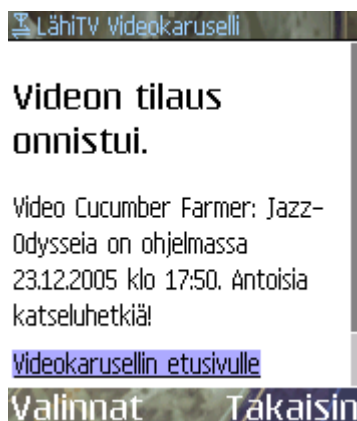 LähiTV Videokaruselli
Videon tilaus
onnistui.
Video Cucumber Farmer: Jazz-
Odysseia on ohjelmassa
23.12.2005 klo 17:50. Antoisia
katseluhetkiä!
Videokarusellin etusivulle
Valinnat Takaisin